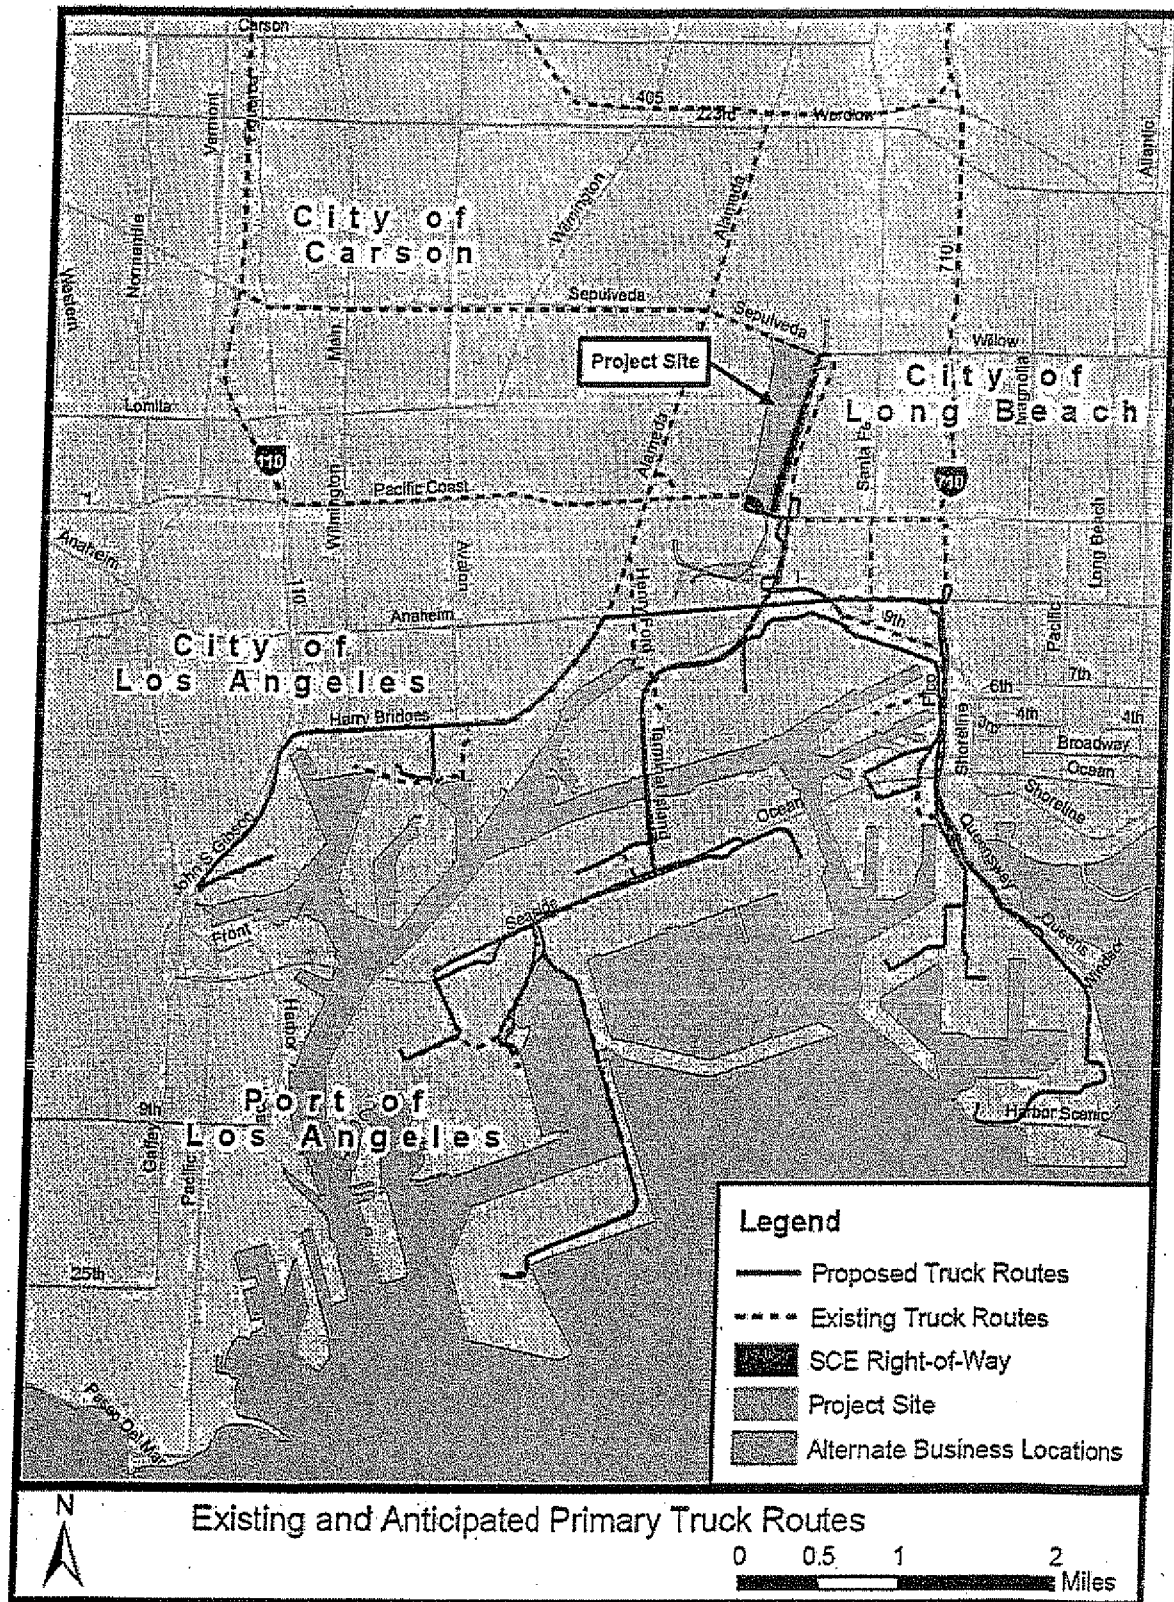 Carson
Vermont
Figueroa
405
223rd
Wardlow
Atlantic
Normandie
Western
City of
Carson
Wilmington
Alameda
710
Sepulveda
Sepulveda
Main
Willow
Project Site
City of
Long Beach
Magnolia
Lomita
110
Alameda
Santa Fe
710
Pacific Coast
Wilmington
Anaheim
Avalon
Long Beach
110
Henry Ford
Anaheim
9th
Pacific
City of
Los Angeles
Pico
7th
6th
Harry Bridges
3rd
4th
4th
Shoreline
Broadway
Ocean
Terminal Island
Ocean
Shoreline
John S Gibson
Queensway
Front
Seaside
Queens
Windsor
Harbor
Port of
Los Angeles
9th
Harbor Scenic
Gaffey
Pacific
25th
Paseo Del Mar
Legend
Proposed Truck Routes
Existing Truck Routes
SCE Right-of-Way
Project Site
Alternate Business Locations
N
Existing and Anticipated Primary Truck Routes
0 0.5 1 2
Miles